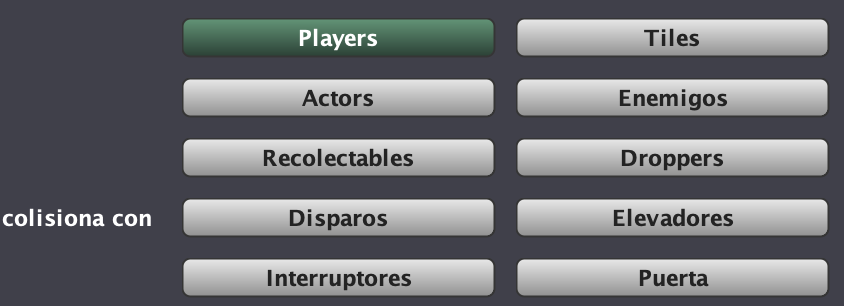 Players
Tiles
Actors
Enemigos
Recolectables
Droppers
colisiona con
Disparos
Elevadores
Interruptores
Puerta